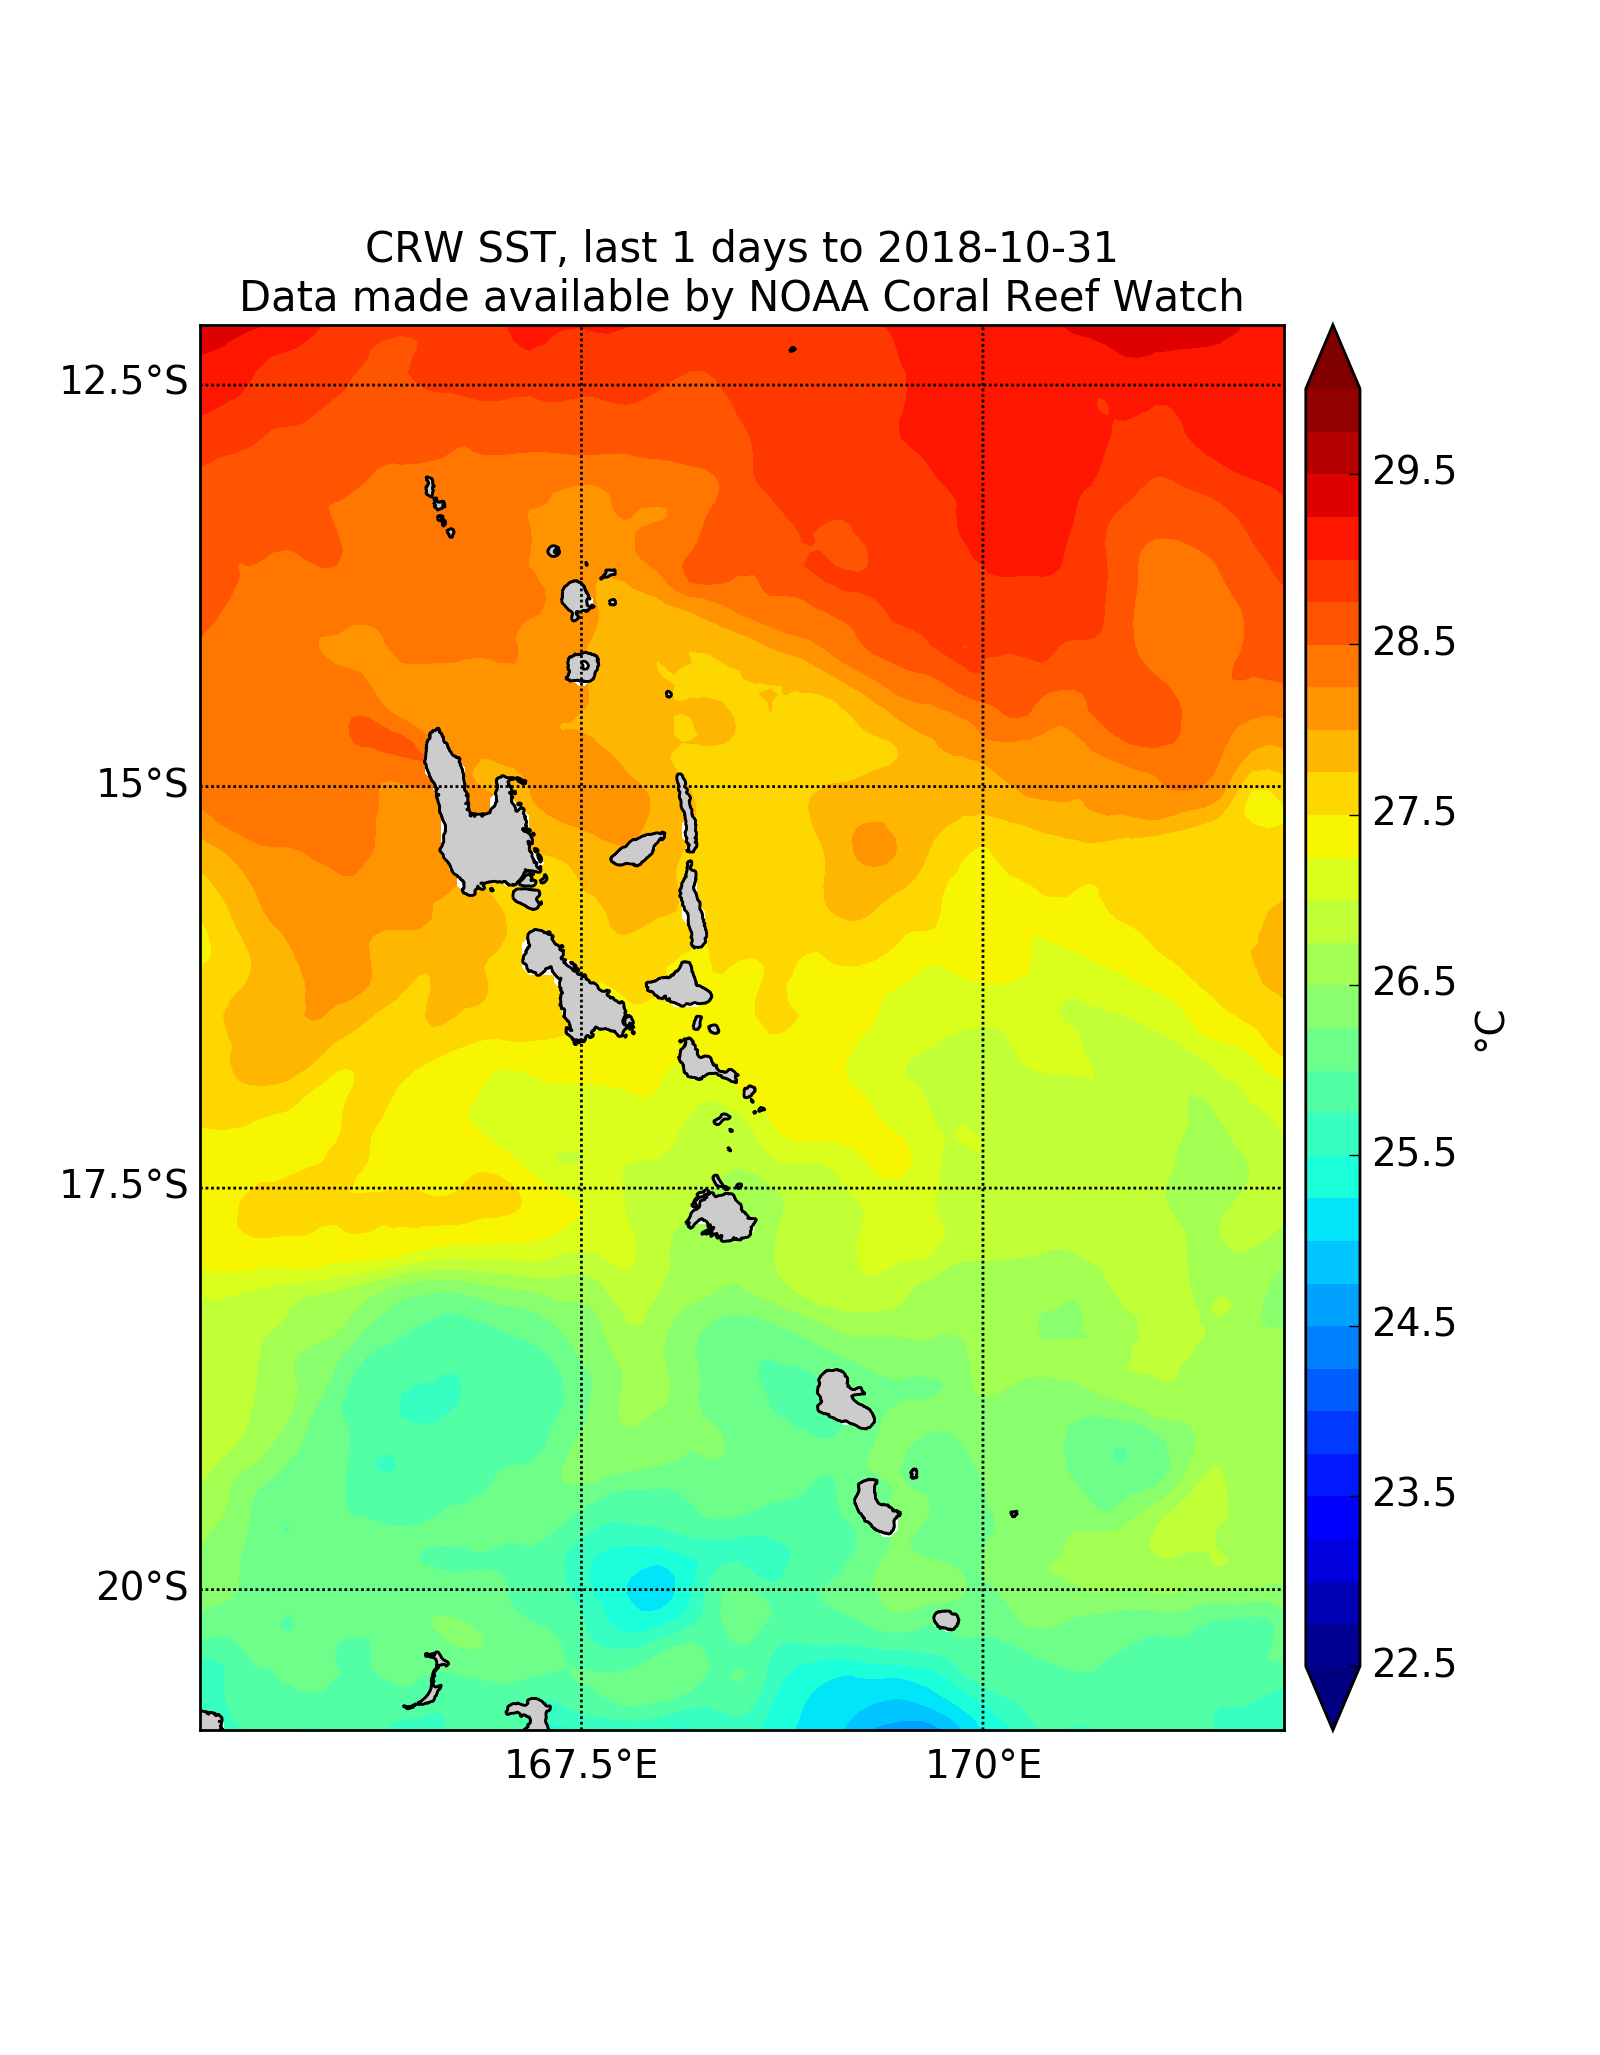 CRW SST, last 1 days to 2018-10-31
Data made available by NOAA Coral Reef Watch
12.5°S
15°S
17.5°S
20°S
167.5°E
170°E
29.5
28.5
27.5
26.5
25.5
24.5
23.5
22.5
°C